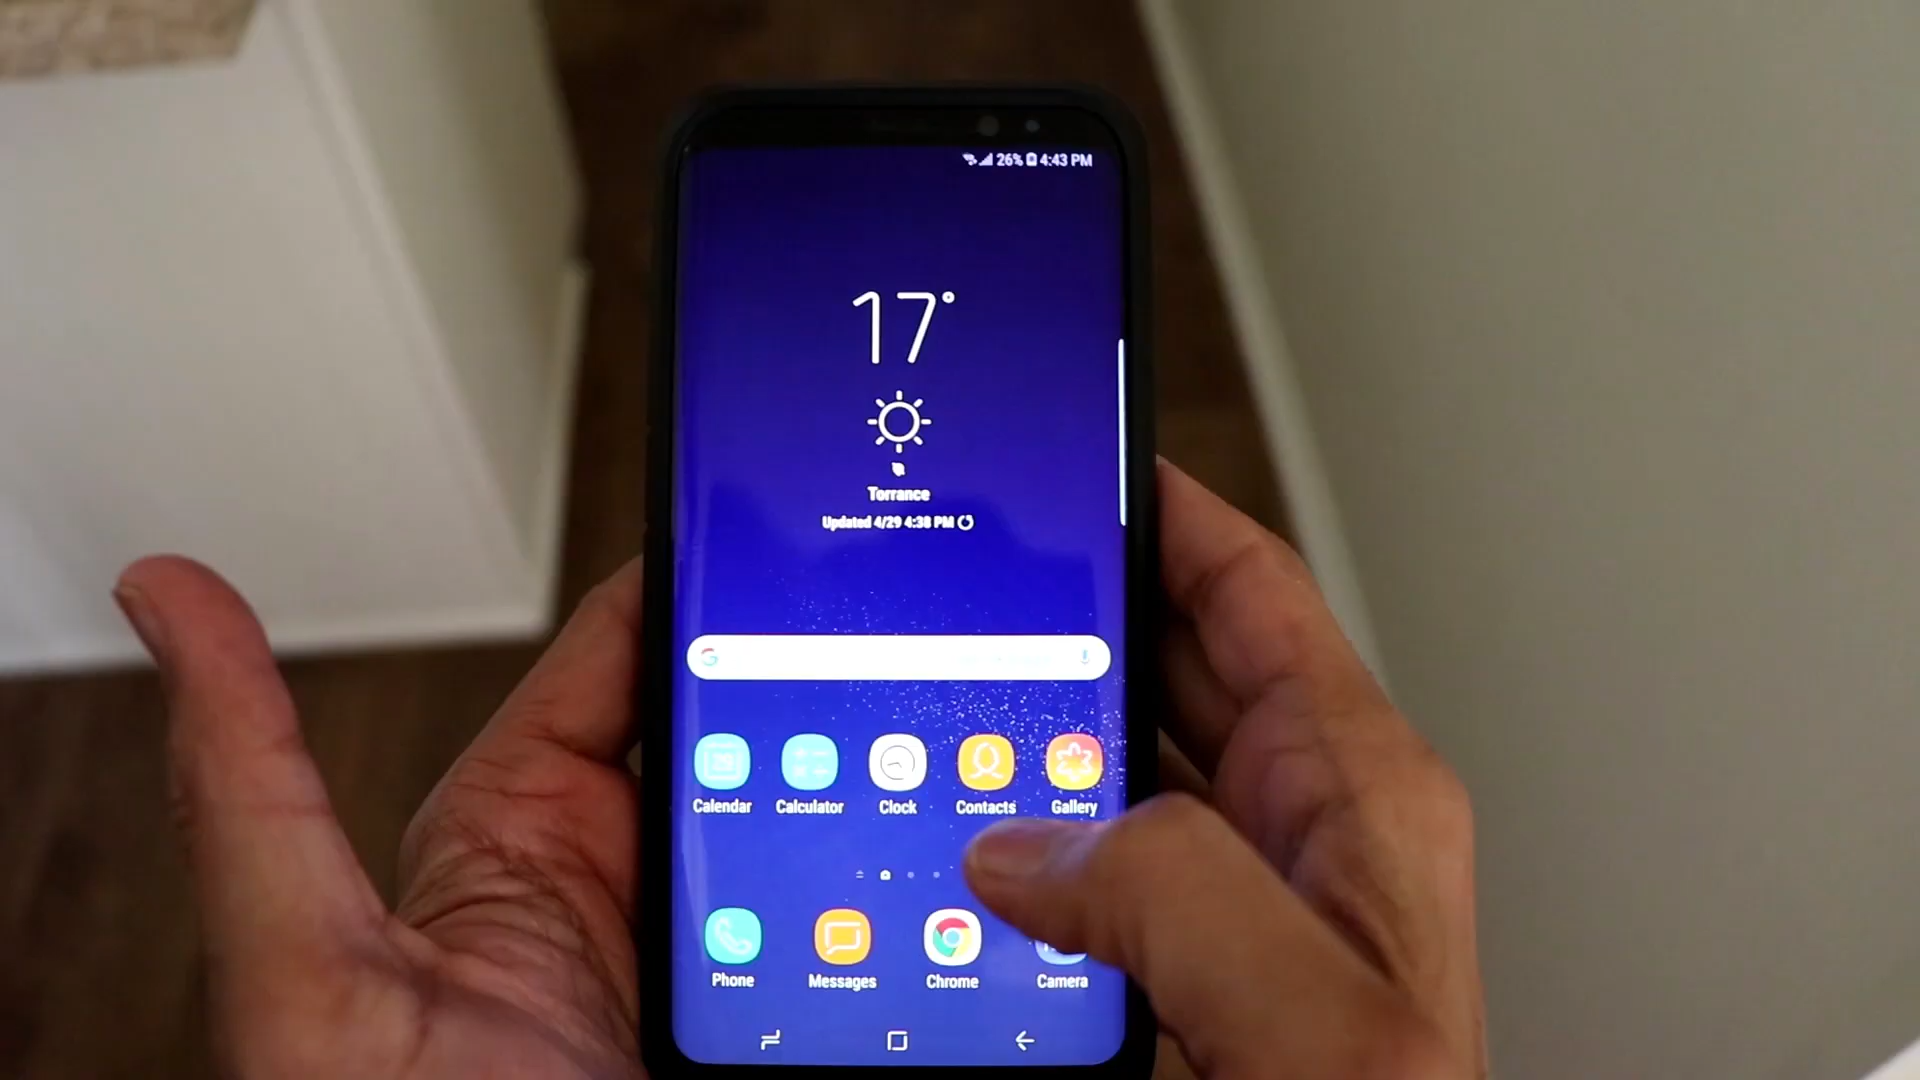 26% 4:43 PM
17°
Torrance
Updated 4/29 4:38 PM
Calendar Calculator Clock Contacts Gallery
Phone Messages Chrome Camera